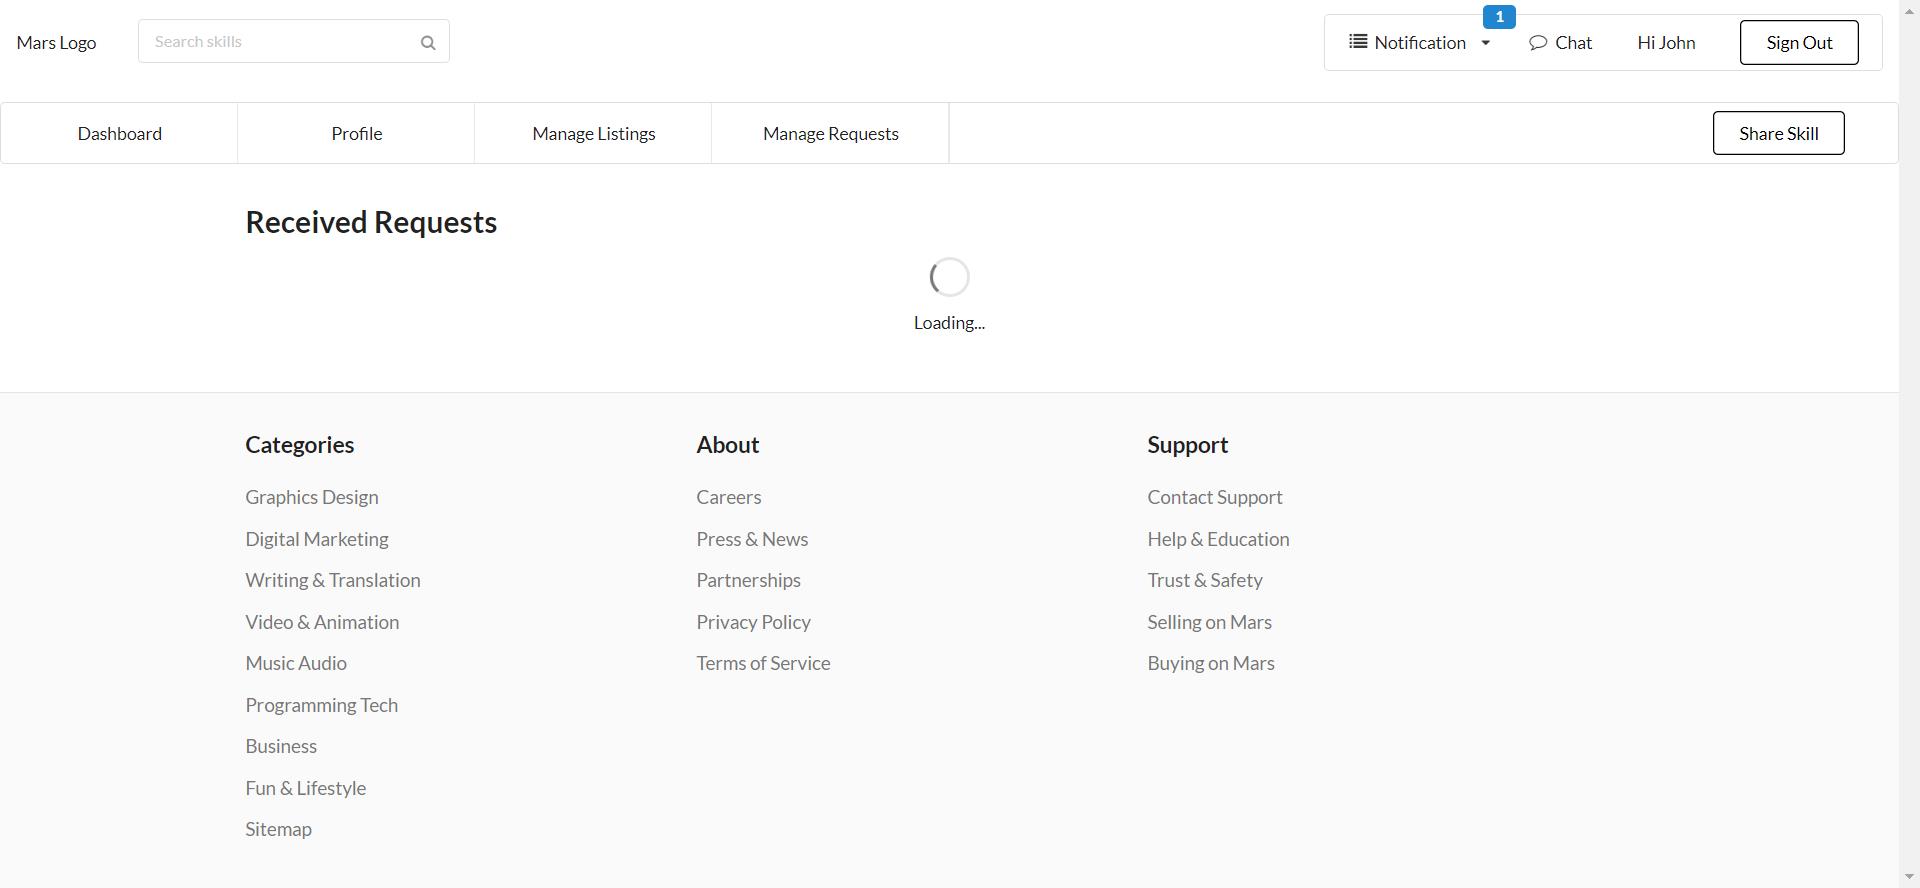 Mars Logo
Search skills
1
Notification
Chat
Hi John
Sign Out
Dashboard
Profile
Manage Listings
Manage Requests
Share Skill
Received Requests
Loading...
Categories
Graphics Design
Digital Marketing
Writing & Translation
Video & Animation
Music Audio
Programming Tech
Business
Fun & Lifestyle
Sitemap
About
Careers
Press & News
Partnerships
Privacy Policy
Terms of Service
Support
Contact Support
Help & Education
Trust & Safety
Selling on Mars
Buying on Mars